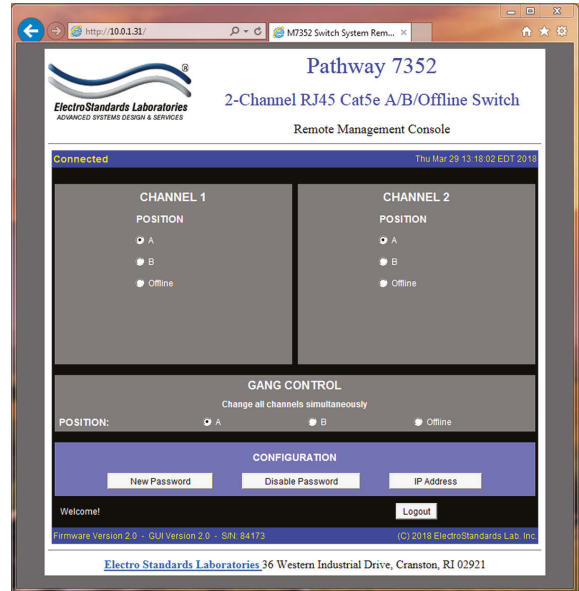 http://10.0.1.31/
M7352 Switch System Rem...
®
ElectroStandards Laboratories
ADVANCED SYSTEMS DESIGN & SERVICES
Pathway 7352
2-Channel RJ45 Cat5e A/B/Offline Switch
Remote Management Console
Connected
Thu Mar 29 13:18:02 EDT 2018
CHANNEL 1
POSITION
A
B
Offline
CHANNEL 2
POSITION
A
B
Offline
GANG CONTROL
Change all channels simultaneously
POSITION: A B Offline
CONFIGURATION
New Password Disable Password IP Address
Welcome! Logout
Firmware Version 2.0 - GUI Version 2.0 - S/N: 84173 (C) 2018 ElectroStandards Lab. Inc.
Electro Standards Laboratories 36 Western Industrial Drive, Cranston, RI 02921